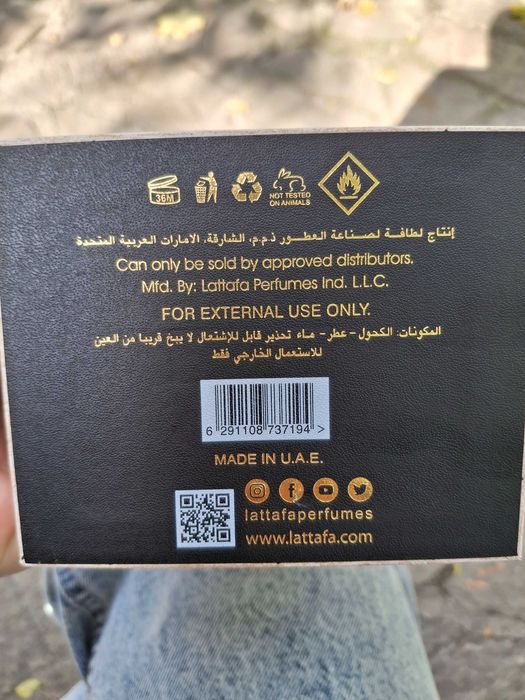 36M
NOT TESTED
ON ANIMALS
إنتاج لطافة لصناعة العطور ذ.م.م، الشارقة، الامارات العربية المتحدة
Can only be sold by approved distributors.
Mfd. By: Lattafa Perfumes Ind. L.L.C.
FOR EXTERNAL USE ONLY.
المكونات: الكحول - عطر - ماء تحذير قابل للإشتعال لا يبخ قريبا من العين
للاستعمال الخارجي فقط
6 291108 737194 >
MADE IN U.A.E.
lattafaperfumes
www.lattafa.com